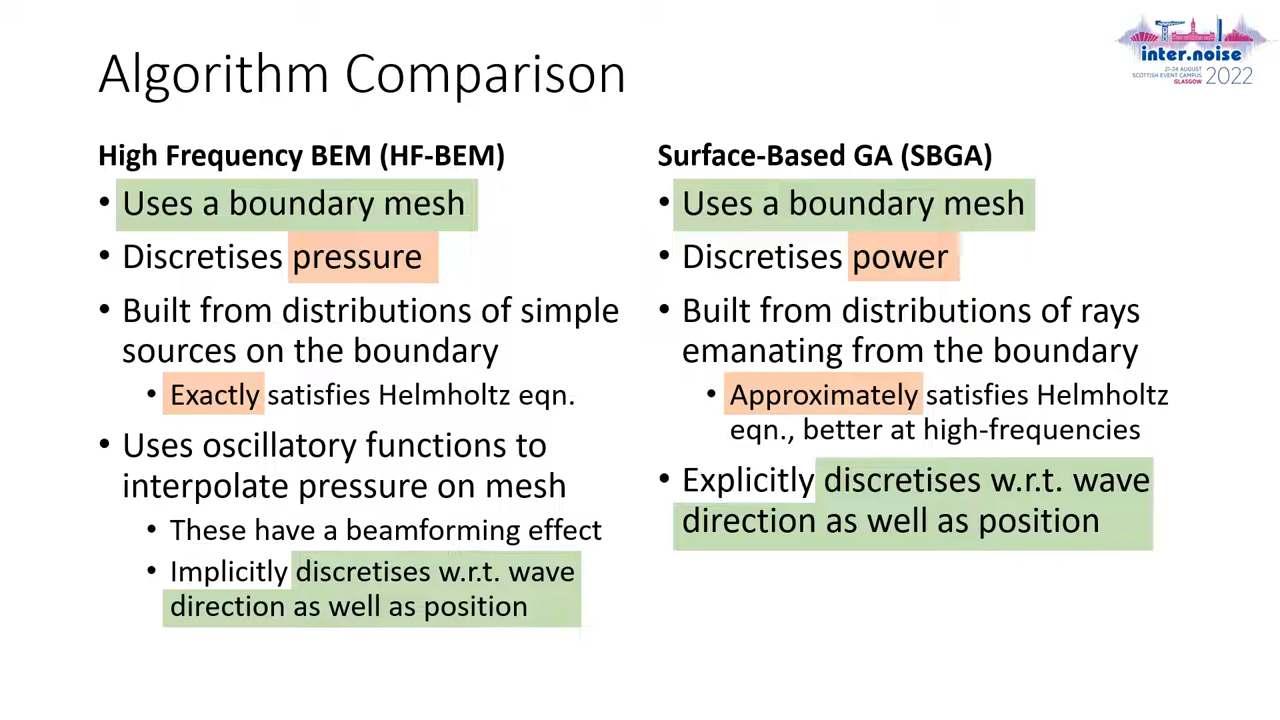 Algorithm Comparison
inter.noise
21-24 AUGUST
SCOTTISH EVENT CAMPUS
GLASGOW
2022
High Frequency BEM (HF-BEM)
• Uses a boundary mesh
• Discretises pressure
• Built from distributions of simple
sources on the boundary
• Exactly satisfies Helmholtz eqn.
• Uses oscillatory functions to
interpolate pressure on mesh
• These have a beamforming effect
• Implicitly discretises w.r.t. wave
direction as well as position
Surface-Based GA (SBGA)
• Uses a boundary mesh
• Discretises power
• Built from distributions of rays
emanating from the boundary
• Approximately satisfies Helmholtz
eqn., better at high-frequencies
• Explicitly discretises w.r.t. wave
direction as well as position